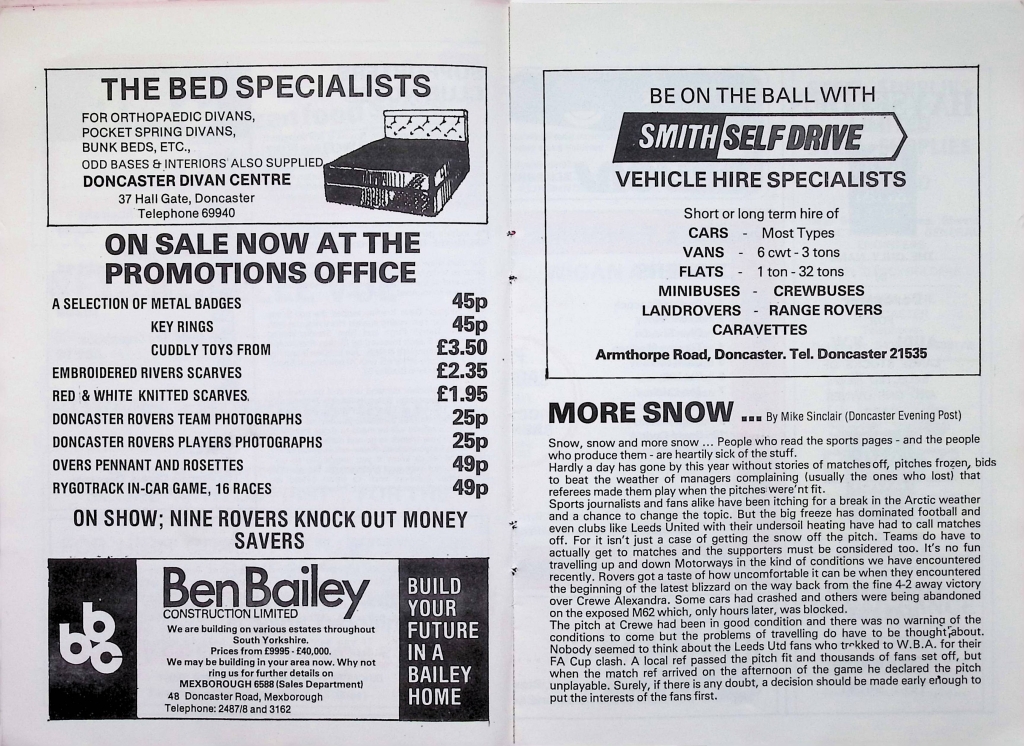 THE BED SPECIALISTS
FOR ORTHOPAEDIC DIVANS,
POCKET SPRING DIVANS,
BUNK BEDS, ETC.,
ODD BASES & INTERIORS ALSO SUPPLIED
DONCASTER DIVAN CENTRE
37 Hall Gate, Doncaster
Telephone 69940
ON SALE NOW AT THE
PROMOTIONS OFFICE
A SELECTION OF METAL BADGES 45p
KEY RINGS 45p
CUDDLY TOYS FROM £3.50
EMBROIDERED RIVERS SCARVES £2.35
RED & WHITE KNITTED SCARVES. £1.95
DONCASTER ROVERS TEAM PHOTOGRAPHS 25p
DONCASTER ROVERS PLAYERS PHOTOGRAPHS 25p
OVERS PENNANT AND ROSETTES 49p
RYGOTRACK IN-CAR GAME, 16 RACES 49p
ON SHOW; NINE ROVERS KNOCK OUT MONEY
SAVERS
bbc
Ben Bailey
CONSTRUCTION LIMITED
We are building on various estates throughout
South Yorkshire.
Prices from £9995 - £40,000.
We may be building in your area now. Why not
ring us for further details on
MEXBOROUGH 6588 (Sales Department)
48 Doncaster Road, Mexborough
Telephone: 2487/8 and 3162
BUILD
YOUR
FUTURE
IN A
BAILEY
HOME
BE ON THE BALL WITH
SMITH SELF DRIVE
VEHICLE HIRE SPECIALISTS
Short or long term hire of
CARS - Most Types
VANS - 6 cwt - 3 tons
FLATS - 1 ton - 32 tons
MINIBUSES - CREWBUSES
LANDROVERS - RANGE ROVERS
CARAVETTES
Armthorpe Road, Doncaster. Tel. Doncaster 21535
MORE SNOW ... By Mike Sinclair (Doncaster Evening Post)
Snow, snow and more snow ... People who read the sports pages - and the people
who produce them - are heartily sick of the stuff.
Hardly a day has gone by this year without stories of matches off, pitches frozen, bids
to beat the weather of managers complaining (usually the ones who lost) that
referees made them play when the pitches were'nt fit.
Sports journalists and fans alike have been itching for a break in the Arctic weather
and a chance to change the topic. But the big freeze has dominated football and
even clubs like Leeds United with their undersoil heating have had to call matches
off. For it isn't just a case of getting the snow off the pitch. Teams do have to
actually get to matches and the supporters must be considered too. It's no fun
travelling up and down Motorways in the kind of conditions we have encountered
recently. Rovers got a taste of how uncomfortable it can be when they encountered
the beginning of the latest blizzard on the way back from the fine 4-2 away victory
over Crewe Alexandra. Some cars had crashed and others were being abandoned
on the exposed M62 which, only hours later, was blocked.
The pitch at Crewe had been in good condition and there was no warning of the
conditions to come but the problems of travelling do have to be thought about.
Nobody seemed to think about the Leeds Utd fans who trekked to W.B.A. for their
FA Cup clash. A local ref passed the pitch fit and thousands of fans set off, but
when the match ref arrived on the afternoon of the game he declared the pitch
unplayable. Surely, if there is any doubt, a decision should be made early enough to
put the interests of the fans first.